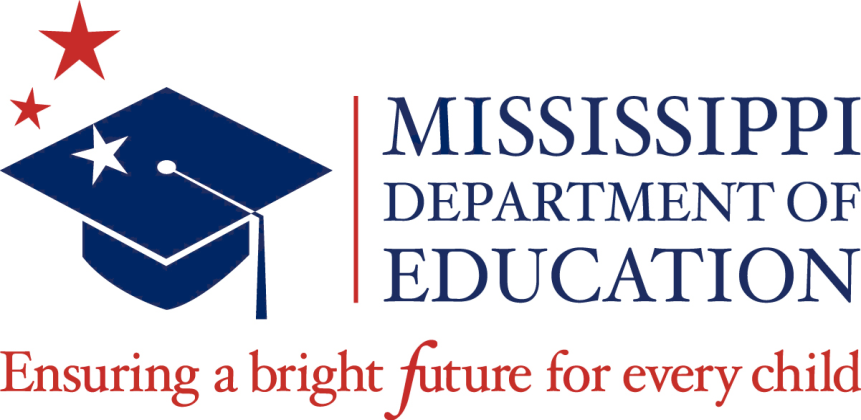 MISSISSIPPI
DEPARTMENT OF
EDUCATION
Ensuring a bright future for every child